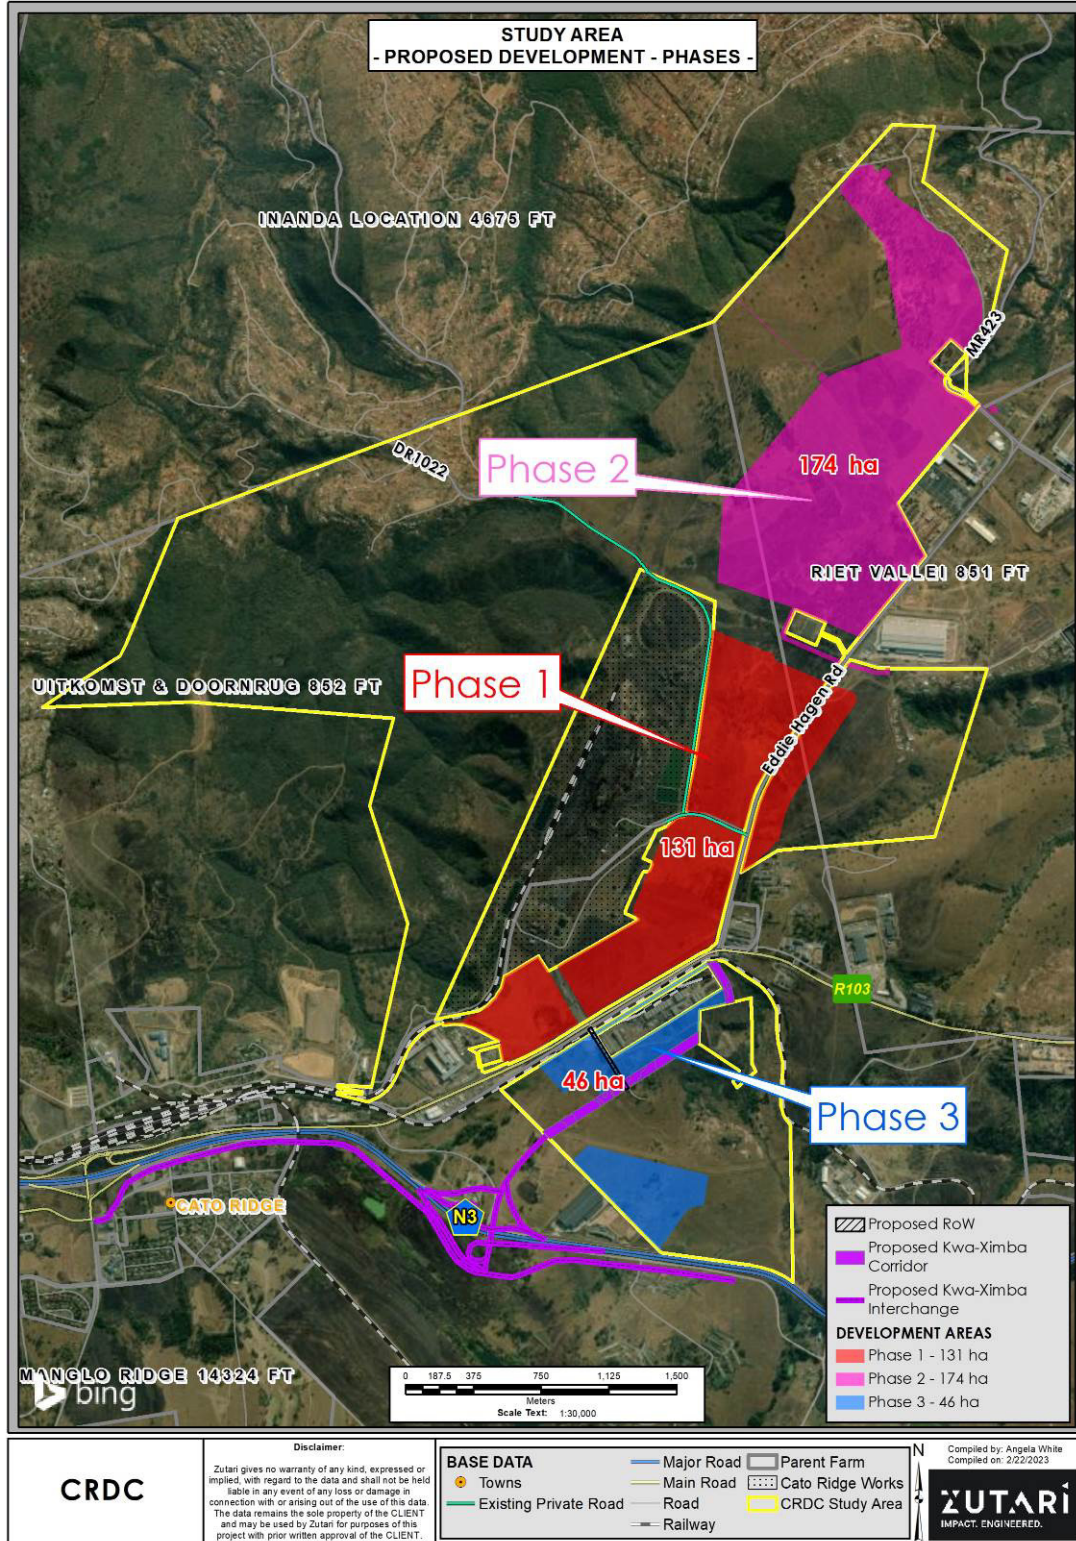 STUDY AREA
- PROPOSED DEVELOPMENT - PHASES -
INANDA LOCATION 4675 FT
MR423
DR1022
Phase 2
174 ha
RIET VALLEI 851 FT
Phase 1
UITKOMST & DOORNRUG 852 FT
Eddie Hagen Rd
131 ha
R103
46 ha
Phase 3
CATO RIDGE
N3
MANGLO RIDGE 14324 FT
bing
0 187.5 375 750 1,125 1,500
Meters
Scale Text: 1:30,000
Proposed RoW
Proposed Kwa-Ximba
Corridor
Proposed Kwa-Ximba
Interchange
DEVELOPMENT AREAS
Phase 1 - 131 ha
Phase 2 - 174 ha
Phase 3 - 46 ha
CRDC
Disclaimer:
Zutari gives no warranty of any kind, expressed or
implied, with regard to the data and shall not be held
liable in any event of any loss or damage in
connection with or arising out of the use of this data.
The data remains the sole property of the CLIENT
and may be used by Zutari for purposes of this
project with prior written approval of the CLIENT.
BASE DATA
Towns
Existing Private Road
Major Road
Main Road
Road
Railway
Parent Farm
Cato Ridge Works
CRDC Study Area
N
Compiled by: Angela White
Compiled on: 2/22/2023
ZUTARI
IMPACT. ENGINEERED.